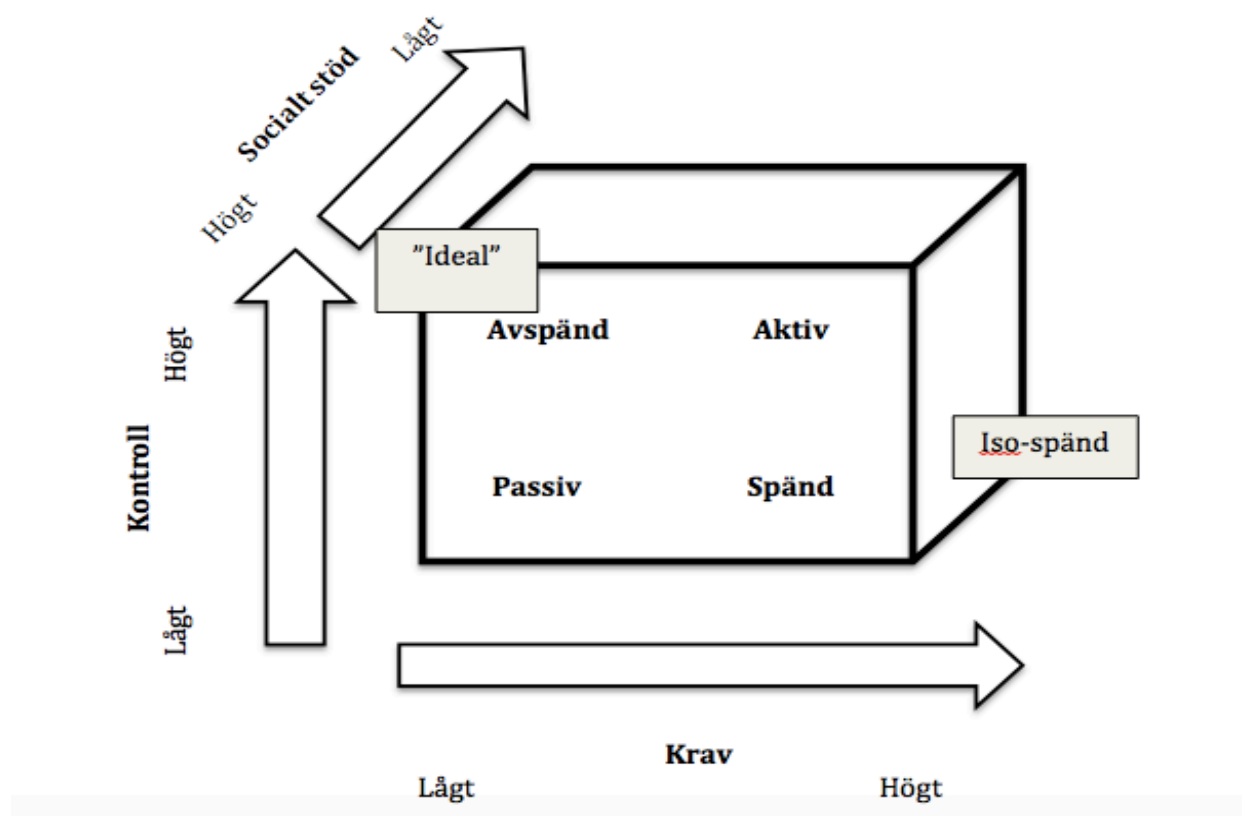 Lågt
Socialt stöd
Högt
”Ideal”
Avspänd
Aktiv
Högt
Kontroll
Iso-spänd
Passiv
Spänd
Lågt
Krav
Lågt
Högt